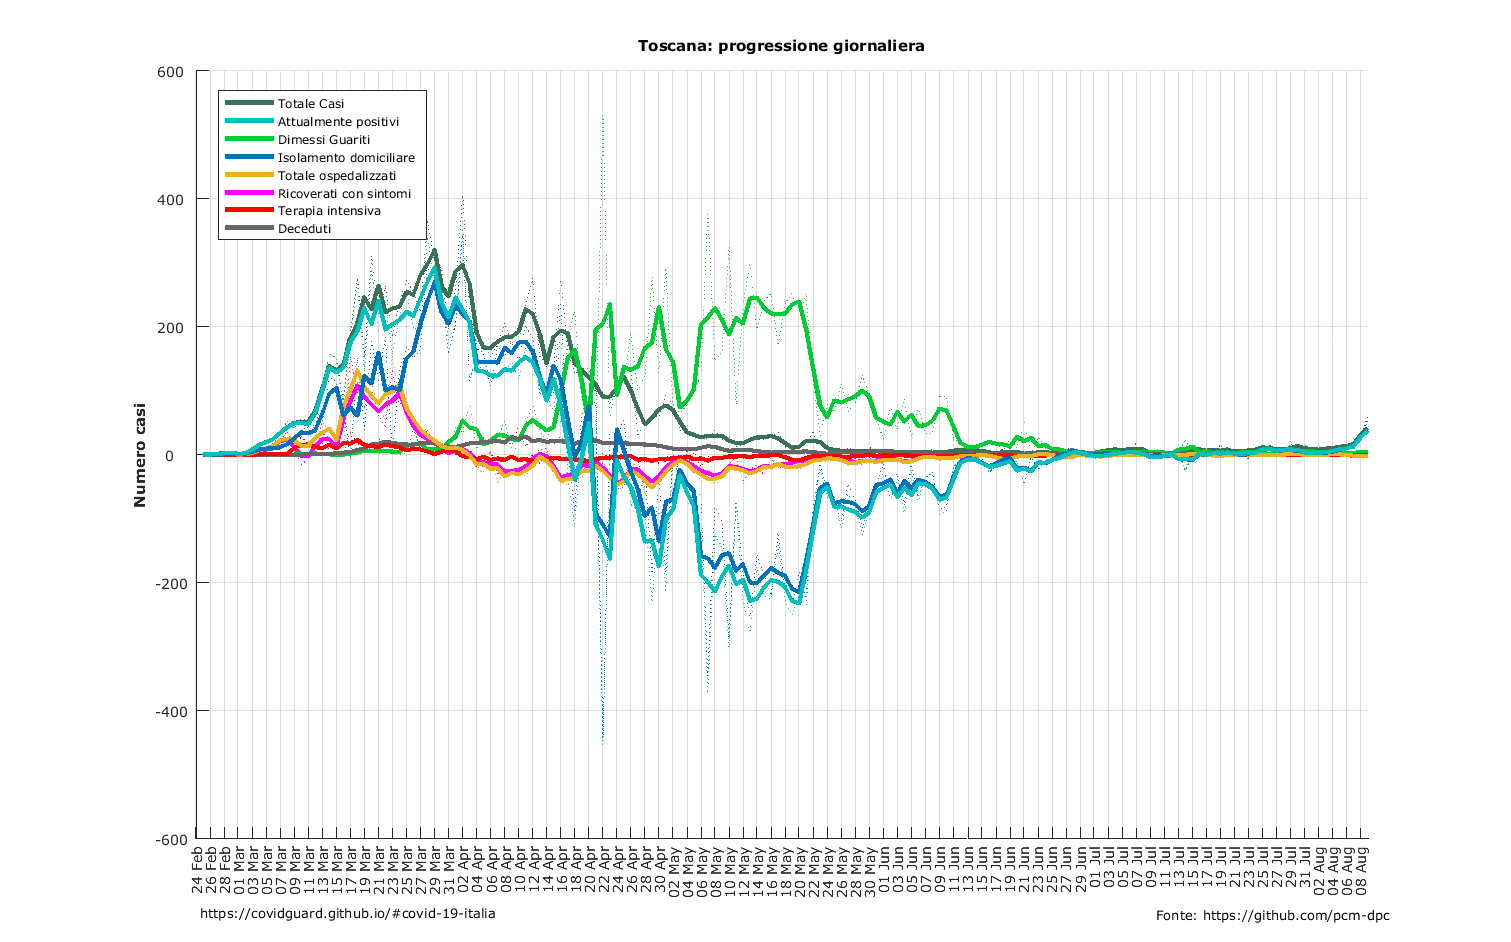 Toscana: progressione giornaliera
600
400
200
0
-200
-400
-600
Numero casi
Totale Casi
Attualmente positivi
Dimessi Guariti
Isolamento domiciliare
Totale ospedalizzati
Ricoverati con sintomi
Terapia intensiva
Deceduti
24 Feb
26 Feb
28 Feb
01 Mar
03 Mar
05 Mar
07 Mar
09 Mar
11 Mar
13 Mar
15 Mar
17 Mar
19 Mar
21 Mar
23 Mar
25 Mar
27 Mar
29 Mar
31 Mar
02 Apr
04 Apr
06 Apr
08 Apr
10 Apr
12 Apr
14 Apr
16 Apr
18 Apr
20 Apr
22 Apr
24 Apr
26 Apr
28 Apr
30 Apr
02 May
04 May
06 May
08 May
10 May
12 May
14 May
16 May
18 May
20 May
22 May
24 May
26 May
28 May
30 May
01 Jun
03 Jun
05 Jun
07 Jun
09 Jun
11 Jun
13 Jun
15 Jun
17 Jun
19 Jun
21 Jun
23 Jun
25 Jun
27 Jun
29 Jun
01 Jul
03 Jul
05 Jul
07 Jul
09 Jul
11 Jul
13 Jul
15 Jul
17 Jul
19 Jul
21 Jul
23 Jul
25 Jul
27 Jul
29 Jul
31 Jul
02 Aug
04 Aug
06 Aug
08 Aug
https://covidguard.github.io/#covid-19-italia
Fonte: https://github.com/pcm-dpc